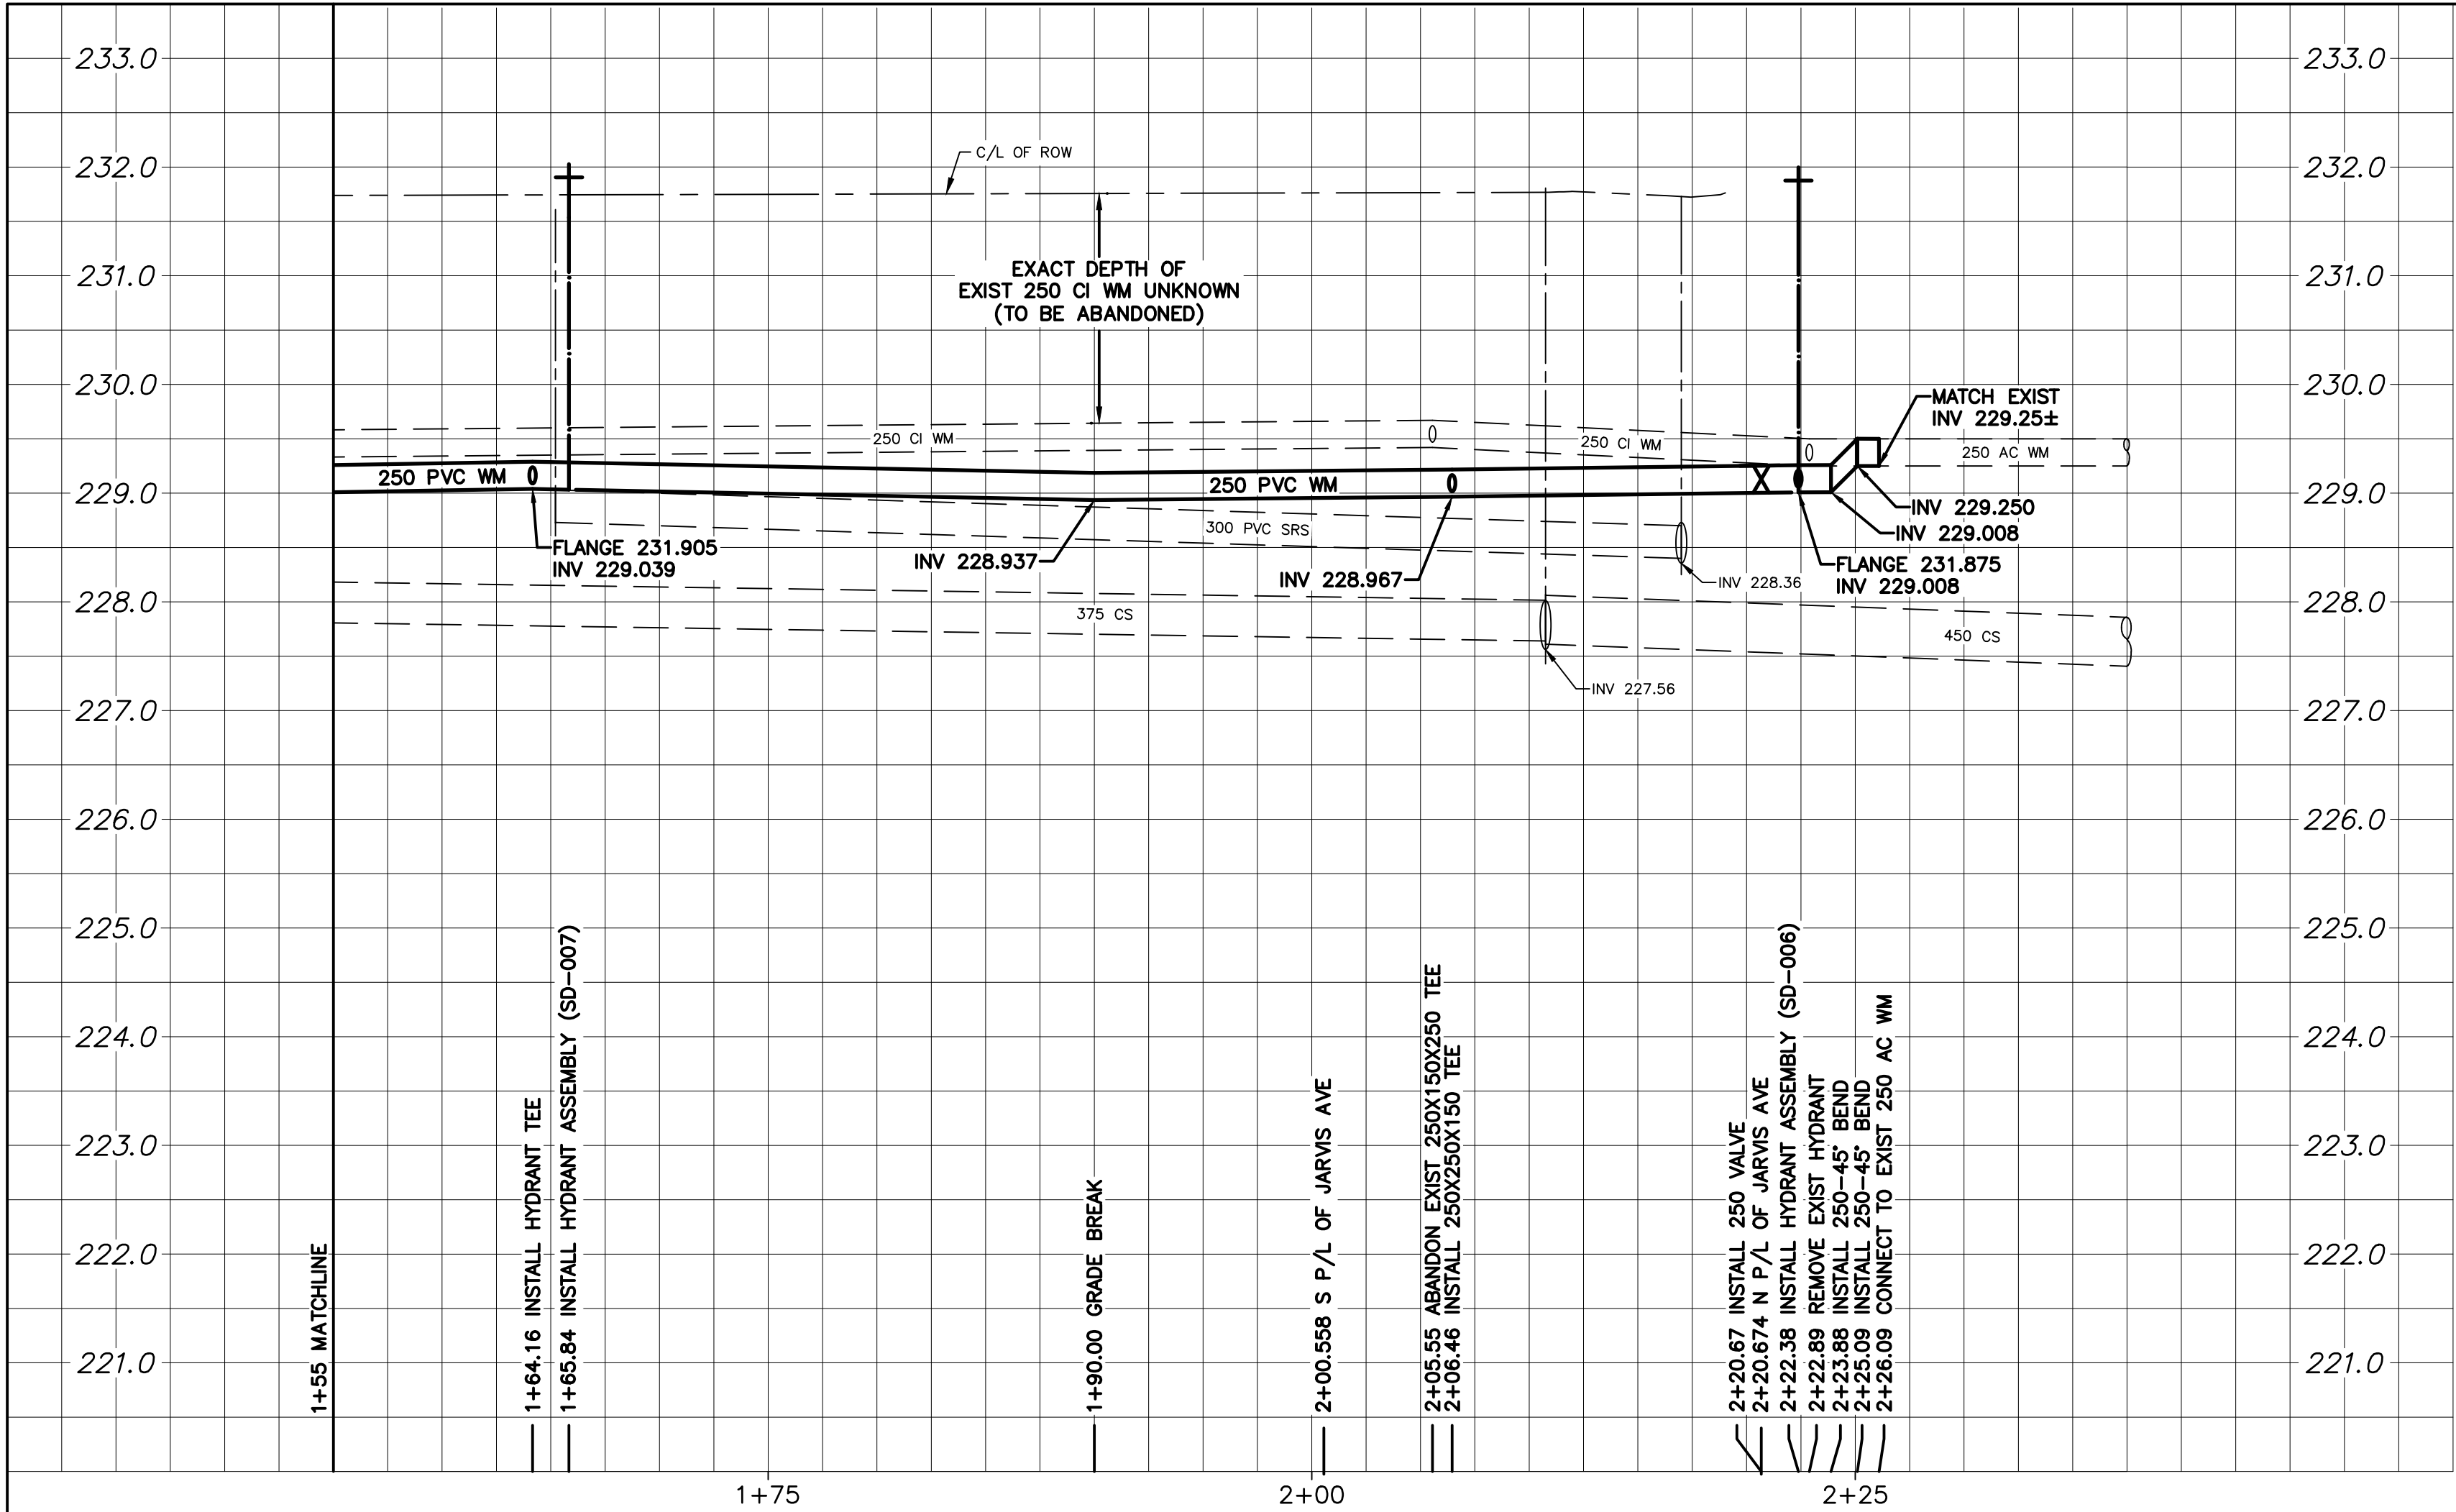 233.0
233.0
232.0
232.0
231.0
231.0
230.0
230.0
229.0
229.0
228.0
228.0
227.0
227.0
226.0
226.0
225.0
225.0
224.0
224.0
223.0
223.0
222.0
222.0
221.0
221.0
C/L OF ROW
EXACT DEPTH OF
EXIST 250 CI WM UNKNOWN
(TO BE ABANDONED)
MATCH EXIST
INV 229.25±
250 CI WM
250 CI WM
250 AC WM
250 PVC WM
250 PVC WM
INV 229.250
INV 229.008
300 PVC SRS
FLANGE 231.905
INV 229.039
INV 228.937
INV 228.967
INV 228.36
FLANGE 231.875
INV 229.008
375 CS
450 CS
INV 227.56
1+55 MATCHLINE
1+64.16 INSTALL HYDRANT TEE
1+65.84 INSTALL HYDRANT ASSEMBLY (SD-007)
1+90.00 GRADE BREAK
2+00.558 S P/L OF JARVIS AVE
2+05.55 ABANDON EXIST 250X150X250 TEE
2+06.46 INSTALL 250X250X150 TEE
2+20.67 INSTALL 250 VALVE
2+20.674 N P/L OF JARVIS AVE
2+22.38 INSTALL HYDRANT ASSEMBLY (SD-006)
2+22.89 REMOVE EXIST HYDRANT
2+23.88 INSTALL 250-45° BEND
2+25.09 INSTALL 250-45° BEND
2+26.09 CONNECT TO EXIST 250 AC WM
1+75
2+00
2+25